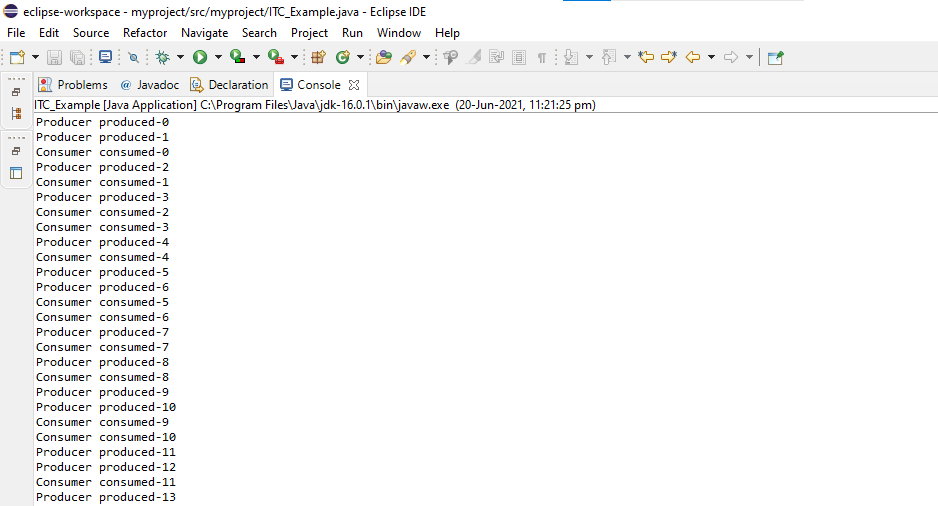 eclipse-workspace - myproject/src/myproject/ITC_Example.java - Eclipse IDE
File Edit Source Refactor Navigate Search Project Run Window Help
Problems @ Javadoc Declaration Console
ITC_Example [Java Application] C:\Program Files\Java\jdk-16.0.1\bin\javaw.exe (20-Jun-2021, 11:21:25 pm)
Producer produced-0
Producer produced-1
Consumer consumed-0
Producer produced-2
Consumer consumed-1
Producer produced-3
Consumer consumed-2
Consumer consumed-3
Producer produced-4
Consumer consumed-4
Producer produced-5
Producer produced-6
Consumer consumed-5
Consumer consumed-6
Producer produced-7
Consumer consumed-7
Producer produced-8
Consumer consumed-8
Producer produced-9
Producer produced-10
Consumer consumed-9
Consumer consumed-10
Producer produced-11
Producer produced-12
Consumer consumed-11
Producer produced-13